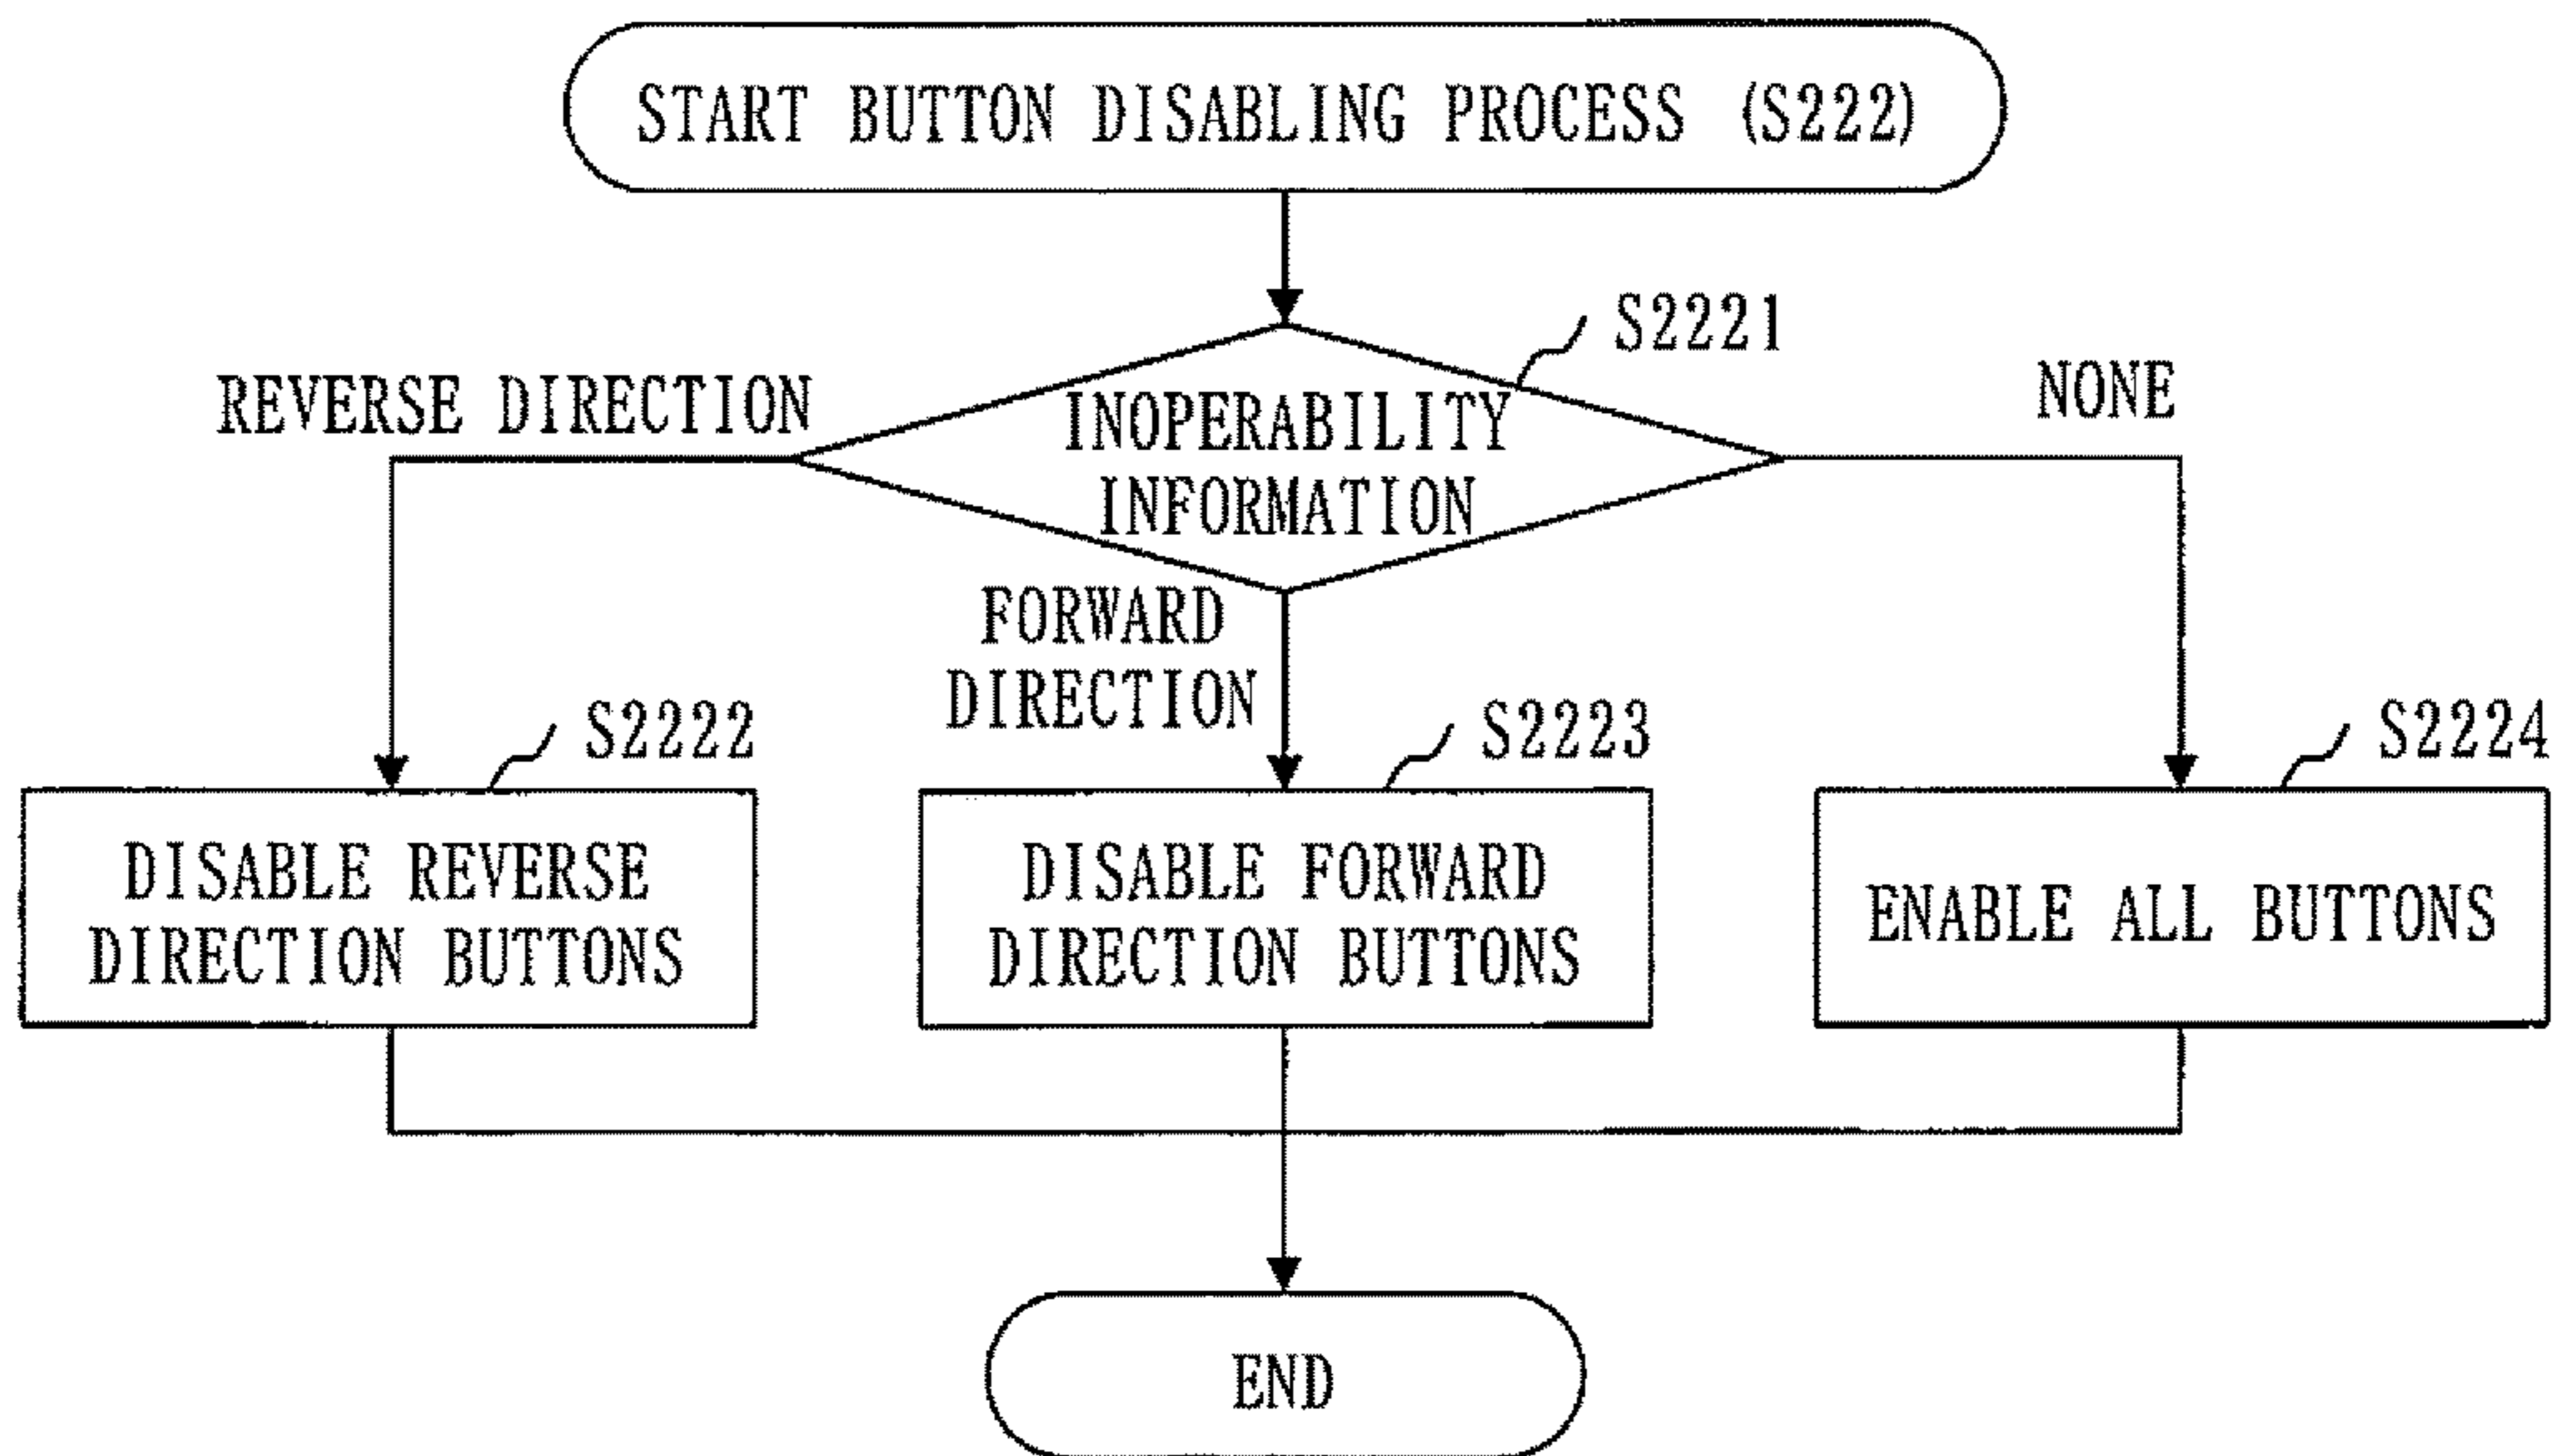 START BUTTON DISABLING PROCESS (S222)
S2221
REVERSE DIRECTION
NONE
INOPERABILITY
INFORMATION
FORWARD
DIRECTION
S2222
S2223
S2224
DISABLE REVERSE
DIRECTION BUTTONS
DISABLE FORWARD
DIRECTION BUTTONS
ENABLE ALL BUTTONS
END